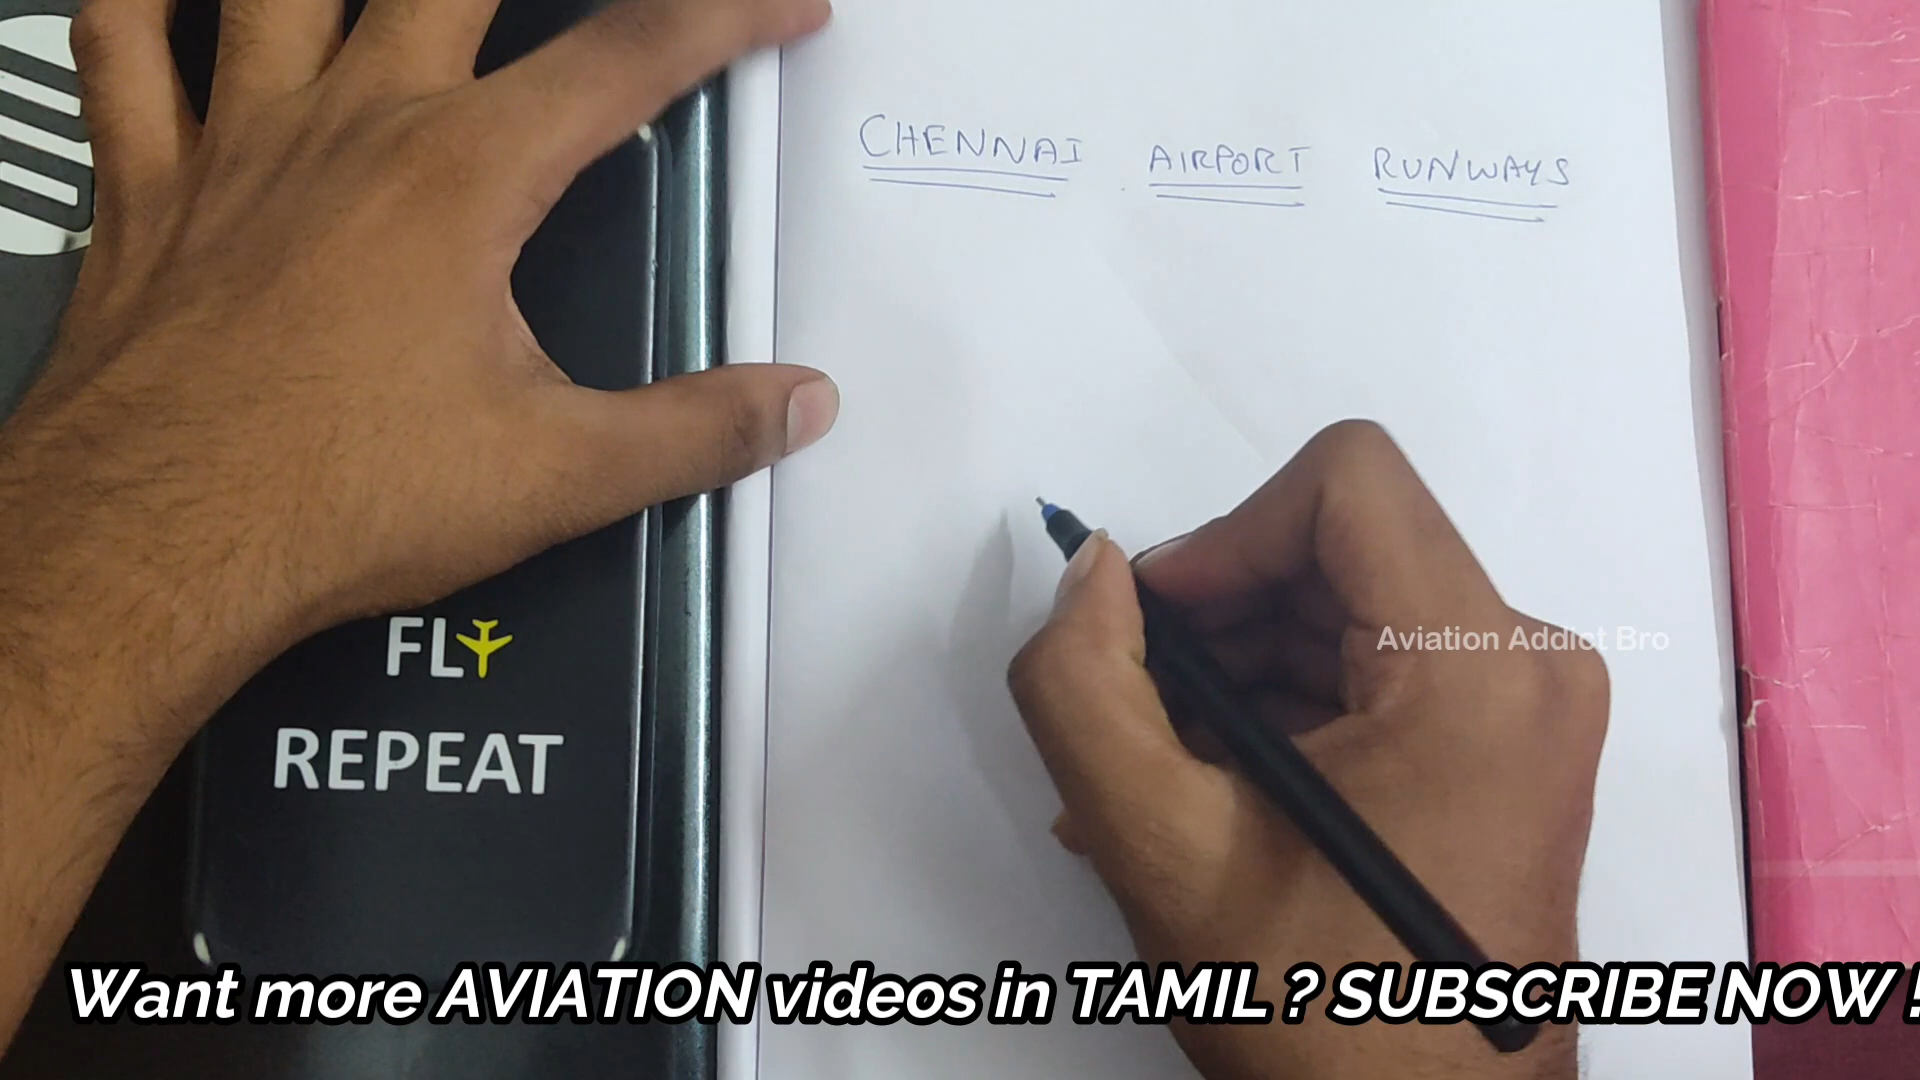 CHENNAI AIRPORT RUNWAYS
FLY
REPEAT
Aviation Addict Bro
Want more AVIATION videos in TAMIL ? SUBSCRIBE NOW !